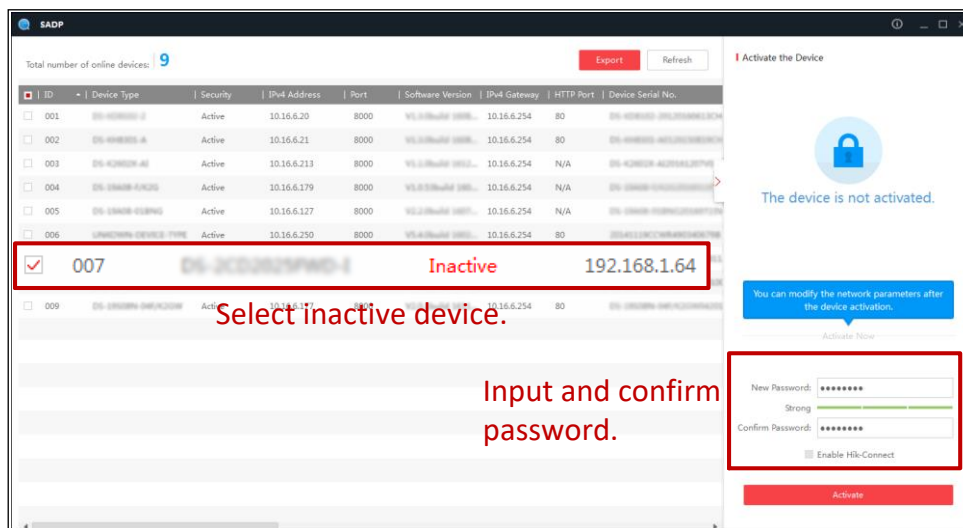 SADP
Total number of online devices: 9
Export
Refresh
ID | Device Type | Security | IPv4 Address | Port | Software Version | IPv4 Gateway | HTTP Port | Device Serial No.
001 Active 10.16.6.20 8000 10.16.6.254 80
002 Active 10.16.6.21 8000 10.16.6.254 80
003 Active 10.16.6.213 8000 10.16.6.254 N/A
004 Active 10.16.6.179 8000 10.16.6.254 N/A
005 Active 10.16.6.127 8000 10.16.6.254 N/A
006 Active 10.16.6.250 8000 10.16.6.254 80
007 Inactive 192.168.1.64
009 8000 10.16.6.254 80
Select inactive device.
Input and confirm
password.
Activate the Device
The device is not activated.
You can modify the network parameters after
the device activation.
Activate Now
New Password:
Strong
Confirm Password:
Enable Hik-Connect
Activate